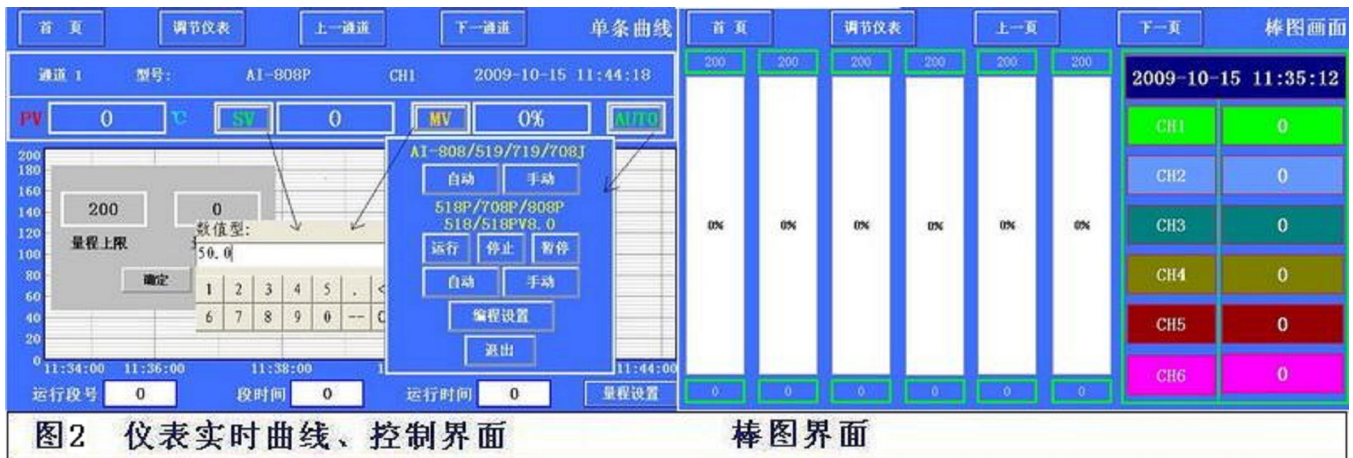 首页 调节仪表 上一通道 下一通道 单条曲线
通道 1 型号: AI-808P CH1 2009-10-15 11:44:18
PV 0 ℃ SV 0 MV 0% AUTO
200
180
160
140
120
100
80
60
40
20
0
200 0
量程上限
确定
数值型:
50.0
1 2 3 4 5 . <
6 7 8 9 0 -- C
AI-808/519/719/708J
自动 手动
518P/708P/808P
518/518PV8.0
运行 停止 暂停
自动 手动
编程设置
退出
11:34:00 11:36:00 11:38:00 1 11:44:00
运行段号 0 段时间 0 运行时间 0 量程设置
首页 调节仪表 上一页 下一页 棒图画面
200 200 200 200 200 200
0% 0% 0% 0% 0% 0%
0 0 0 0 0 0
2009-10-15 11:35:12
CH1 0
CH2 0
CH3 0
CH4 0
CH5 0
CH6 0
图2 仪表实时曲线、控制界面 棒图界面